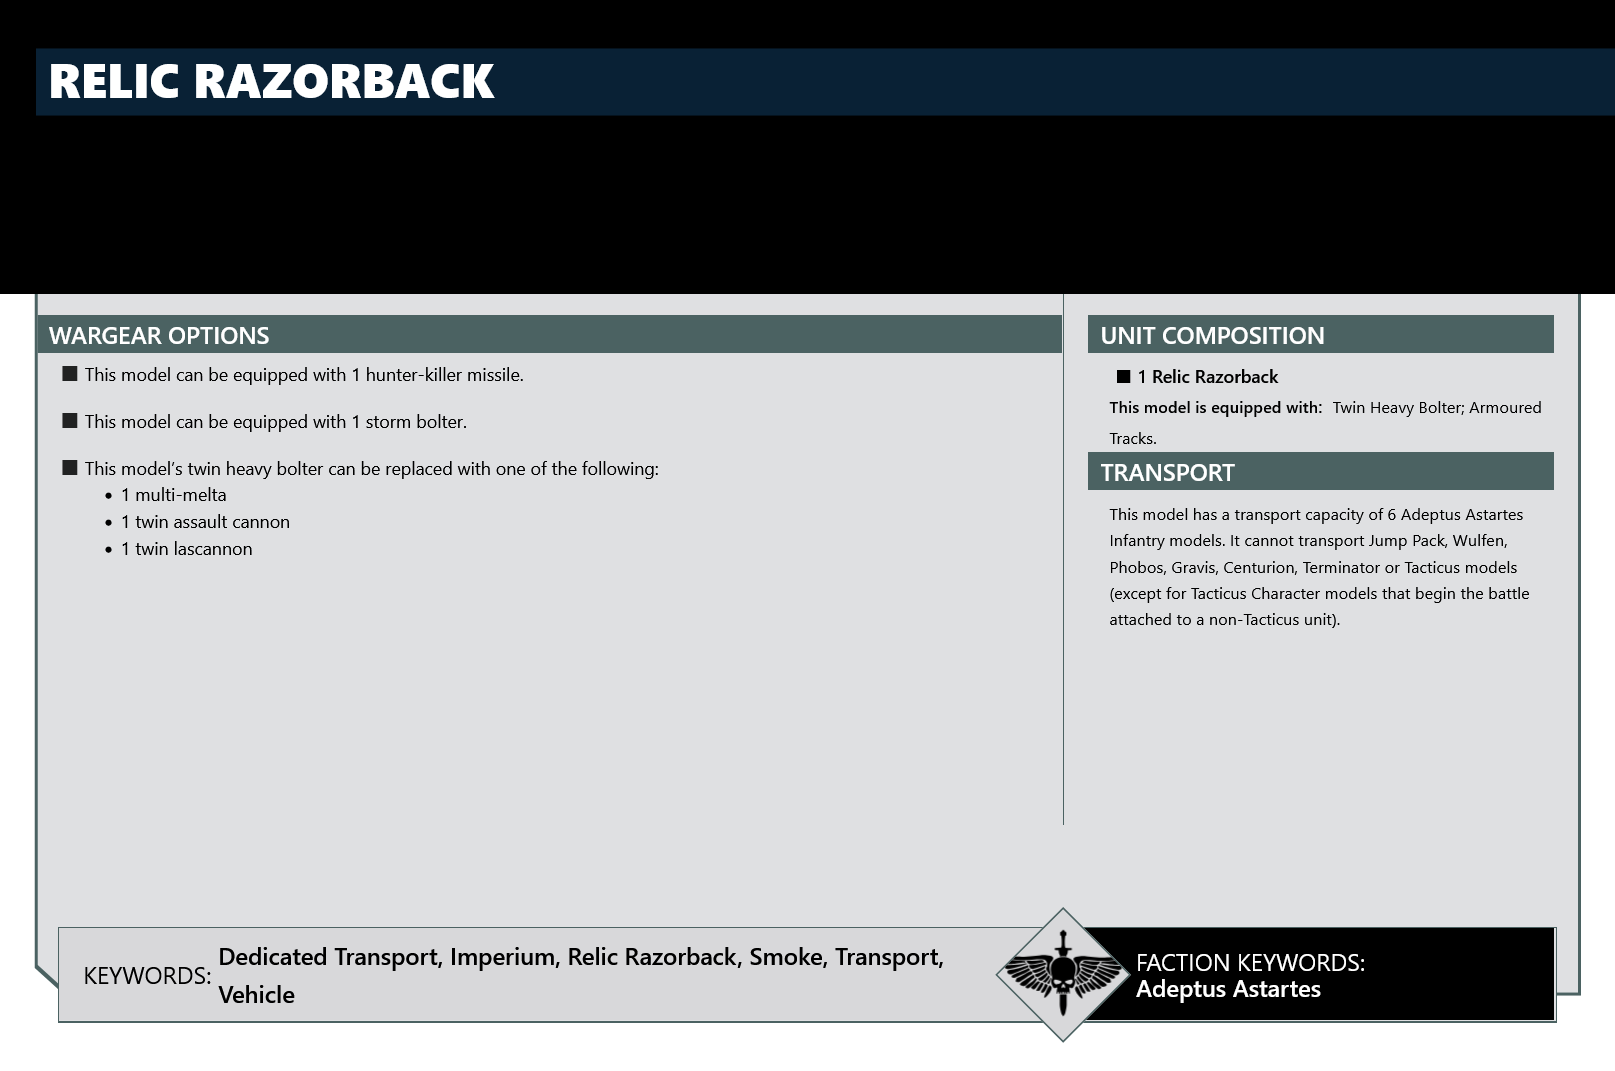 RELIC RAZORBACK
WARGEAR OPTIONS
■ This model can be equipped with 1 hunter-killer missile.
■ This model can be equipped with 1 storm bolter.
■ This model's twin heavy bolter can be replaced with one of the following:
• 1 multi-melta
• 1 twin assault cannon
• 1 twin lascannon
UNIT COMPOSITION
■ 1 Relic Razorback
This model is equipped with: Twin Heavy Bolter; Armoured
Tracks.
TRANSPORT
This model has a transport capacity of 6 Adeptus Astartes
Infantry models. It cannot transport Jump Pack, Wulfen,
Phobos, Gravis, Centurion, Terminator or Tacticus models
(except for Tacticus Character models that begin the battle
attached to a non-Tacticus unit).
KEYWORDS: Dedicated Transport, Imperium, Relic Razorback, Smoke, Transport,
Vehicle
FACTION KEYWORDS:
Adeptus Astartes